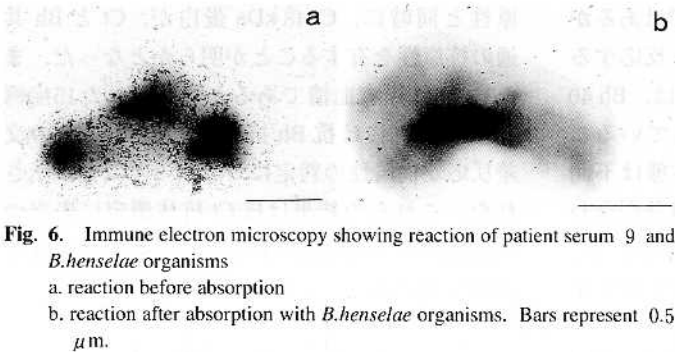 a
b
Fig. 6. Immune electron microscopy showing reaction of patient serum 9 and
B.henselae organisms
a. reaction before absorption
b. reaction after absorption with B.henselae organisms. Bars represent 0.5
μm.